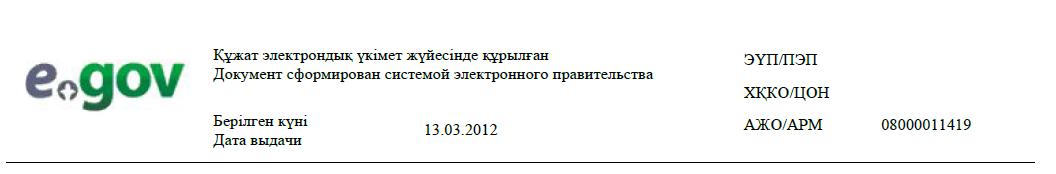 e.gov
Құжат электрондық үкімет жүйесінде құрылған
Документ сформирован системой электронного правительства
Берілген күні
Дата выдачи
13.03.2012
ЭҮП/ПЭП
ХҚКО/ЦОН
АЖО/АРМ 08000011419